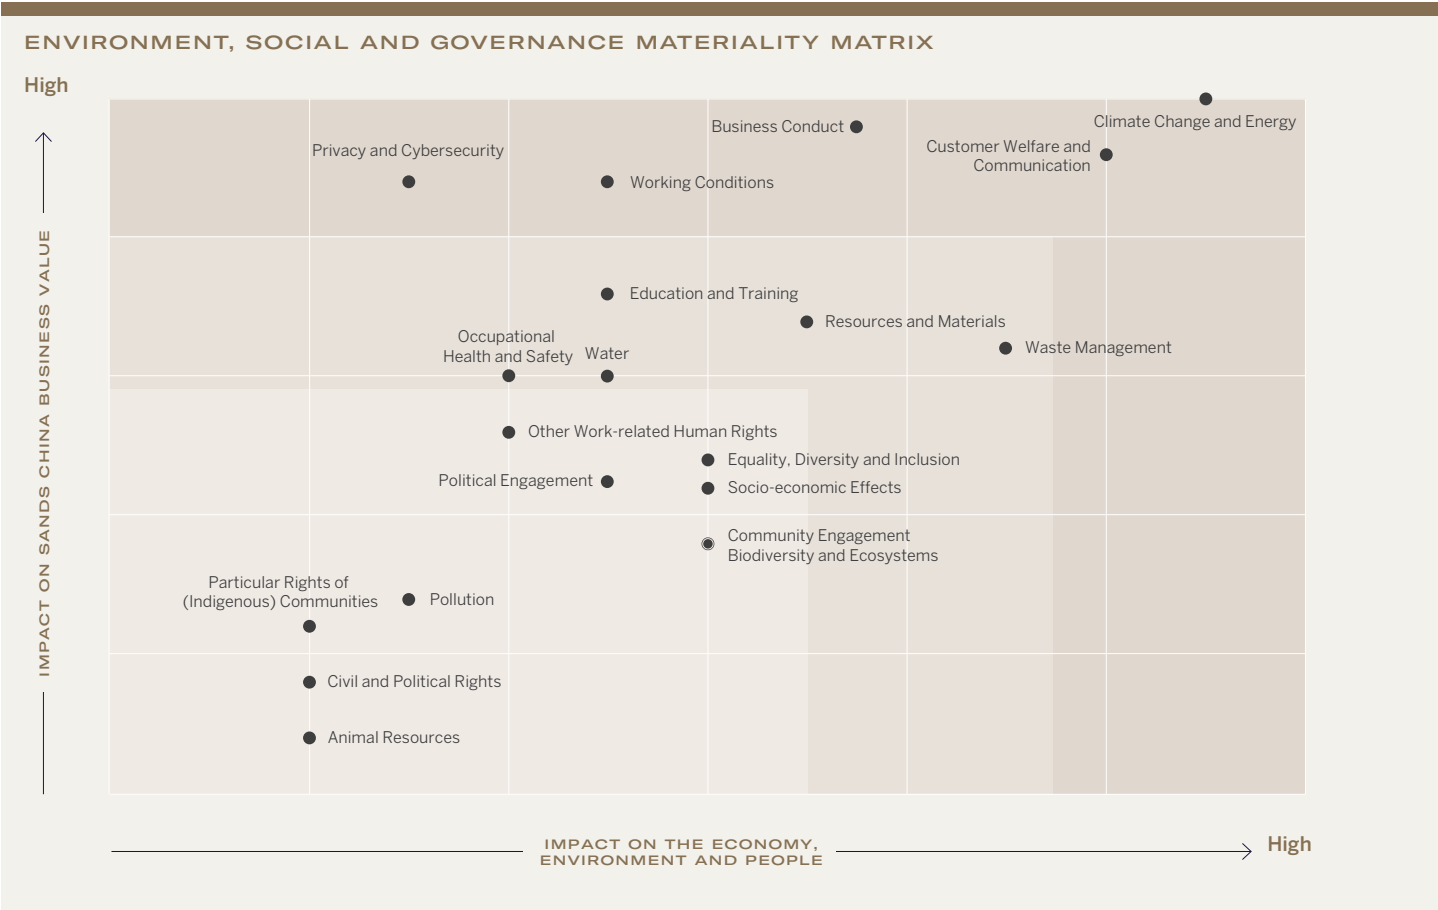 ENVIRONMENT, SOCIAL AND GOVERNANCE MATERIALITY MATRIX
High
IMPACT ON SANDS CHINA BUSINESS VALUE
Climate Change and Energy
Business Conduct
Customer Welfare and
Communication
Privacy and Cybersecurity
Working Conditions
Education and Training
Resources and Materials
Occupational
Health and Safety
Water
Waste Management
Other Work-related Human Rights
Equality, Diversity and Inclusion
Political Engagement
Socio-economic Effects
Community Engagement
Biodiversity and Ecosystems
Particular Rights of
(Indigenous) Communities
Pollution
Civil and Political Rights
Animal Resources
IMPACT ON THE ECONOMY,
ENVIRONMENT AND PEOPLE
High